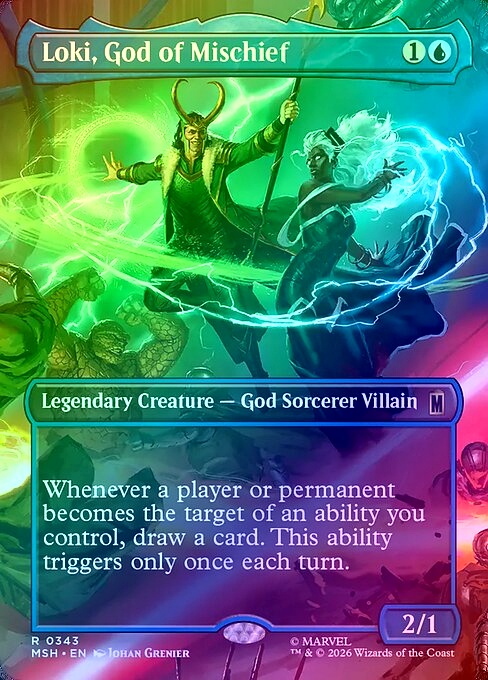 Loki, God of Mischief 1
Legendary Creature — God Sorcerer Villain M
Whenever a player or permanent
becomes the target of an ability you
control, draw a card. This ability
triggers only once each turn.
2/1
R 0343
MSH • EN Johan Grenier
© MARVEL
™ & © 2026 Wizards of the Coast